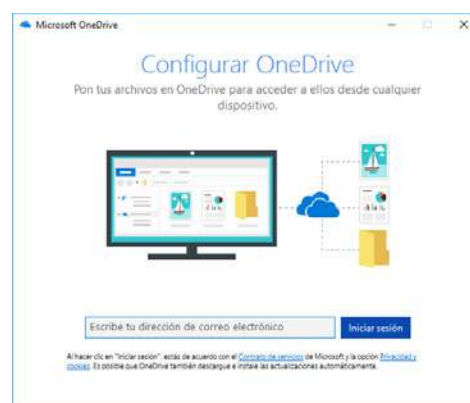 Microsoft OneDrive
Configurar OneDrive
Pon tus archivos en OneDrive para acceder a ellos desde cualquier
dispositivo.
Escribe tu dirección de correo electrónico
Iniciar sesión
Al hacer clic en "Iniciar sesión", estás de acuerdo con el Contrato de servicios de Microsoft y la opción Privacidad y
cookies. Es posible que OneDrive también descargue e instale las actualizaciones automáticamente.